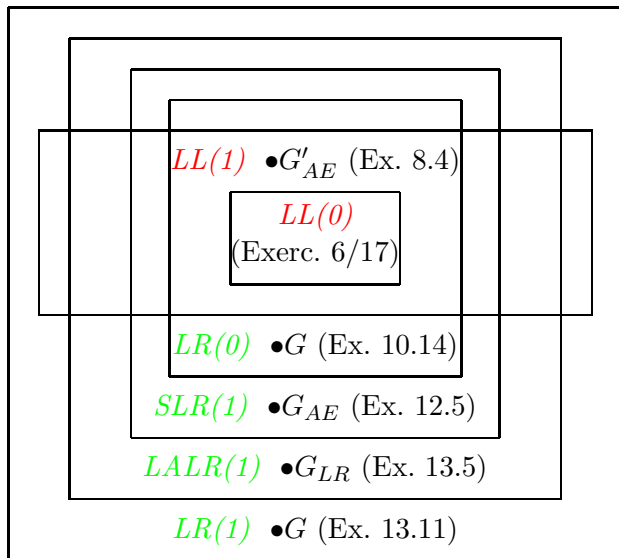 LL(1) •G′AE (Ex. 8.4)
LL(0)
(Exerc. 6/17)
LR(0) •G (Ex. 10.14)
SLR(1) •GAE (Ex. 12.5)
LALR(1) •GLR (Ex. 13.5)
LR(1) •G (Ex. 13.11)